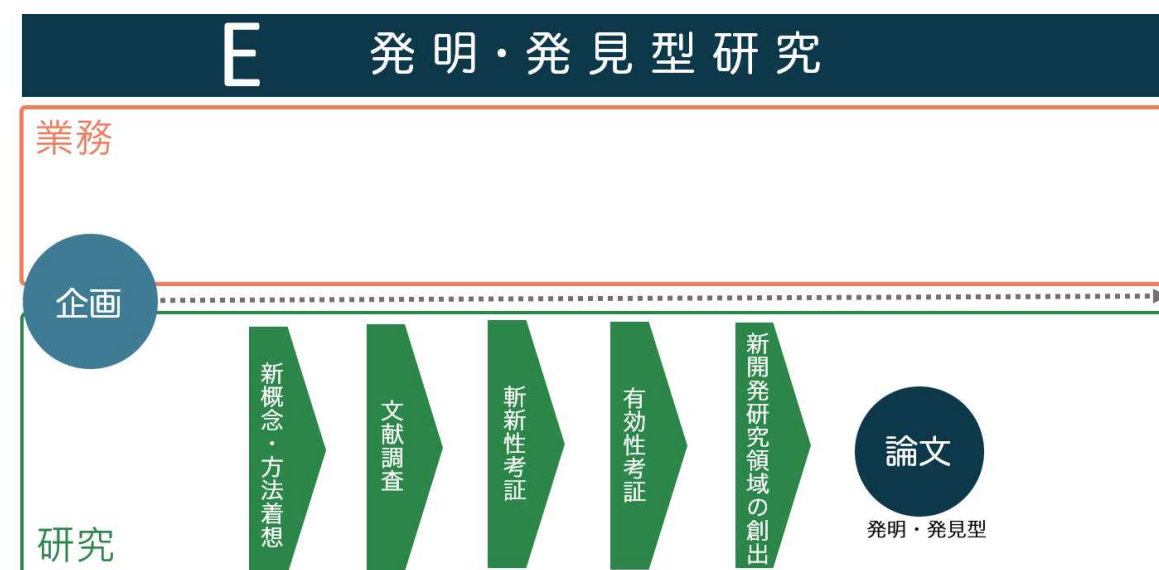 E 発明・発見型研究
業務
企画
新概念・方法着想
文献調査
斬新性考証
有効性考証
新開発研究領域の創出
論文
発明・発見型
研究